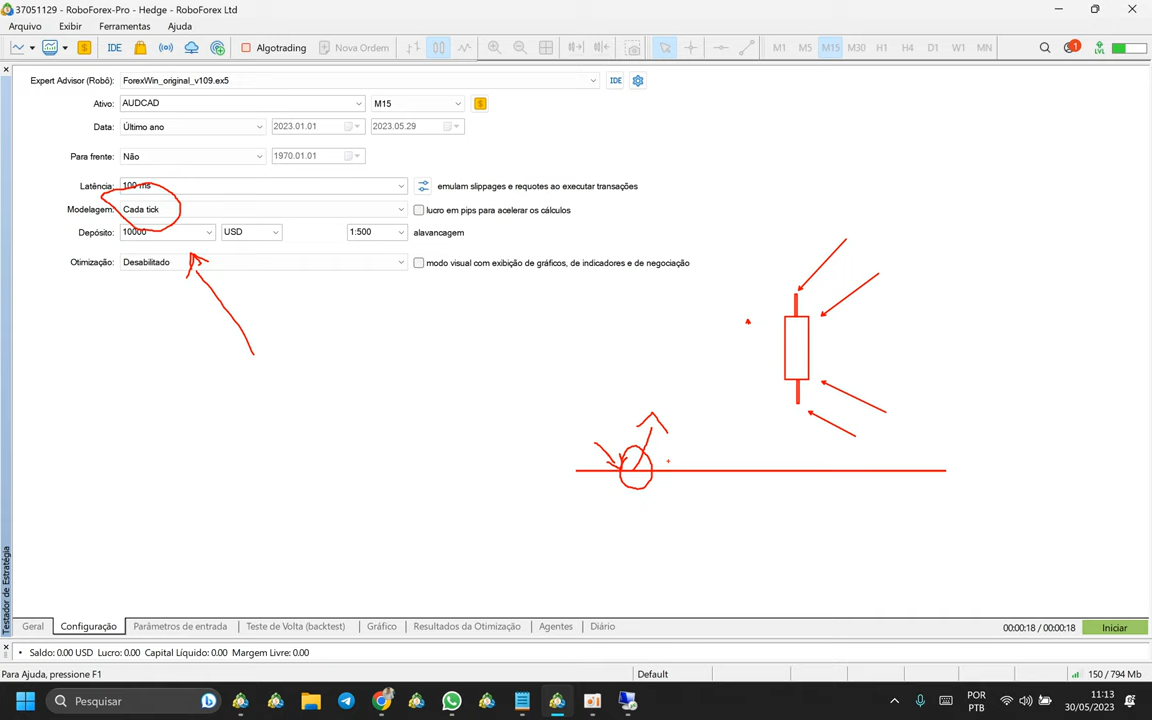 37051129 - RoboForex-Pro - Hedge - RoboForex Ltd
Arquivo Exibir Ferramentas Ajuda
IDE Algotrading Nova Ordem M1 M5 M15 M30 H1 H4 D1 W1 MN 1 LVL
Expert Advisor (Robô): ForexWin_original_v109.ex5 IDE
Ativo: AUDCAD M15
Data: Último ano 2023.01.01 2023.05.29
Para frente: Não 1970.01.01
Latência: 100 ms emulam slippages e requotes ao executar transações
Modelagem: Cada tick lucro em pips para acelerar os cálculos
Depósito: 10000 USD 1:500 alavancagem
Otimização: Desabilitado modo visual com exibição de gráficos, de indicadores e de negociação
Testador de Estratégia
Geral Configuração Parâmetros de entrada Teste de Volta (backtest) Gráfico Resultados da Otimização Agentes Diário 00:00:18 / 00:00:18 Iniciar
Saldo: 0.00 USD Lucro: 0.00 Capital Líquido: 0.00 Margem Livre: 0.00
Para Ajuda, pressione F1 Default 150 / 794 Mb
Pesquisar POR 11:13
PTB 30/05/2023